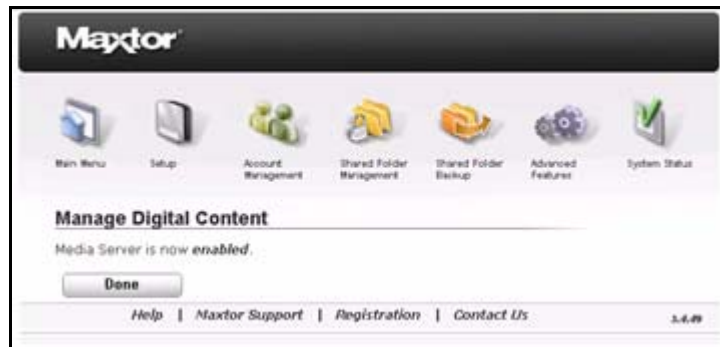 Maxtor
Main Menu
Setup
Account Management
Shared Folder Management
Shared Folder Backup
Advanced Features
System Status
Manage Digital Content
Media Server is now enabled.
Done
Help | Maxtor Support | Registration | Contact Us